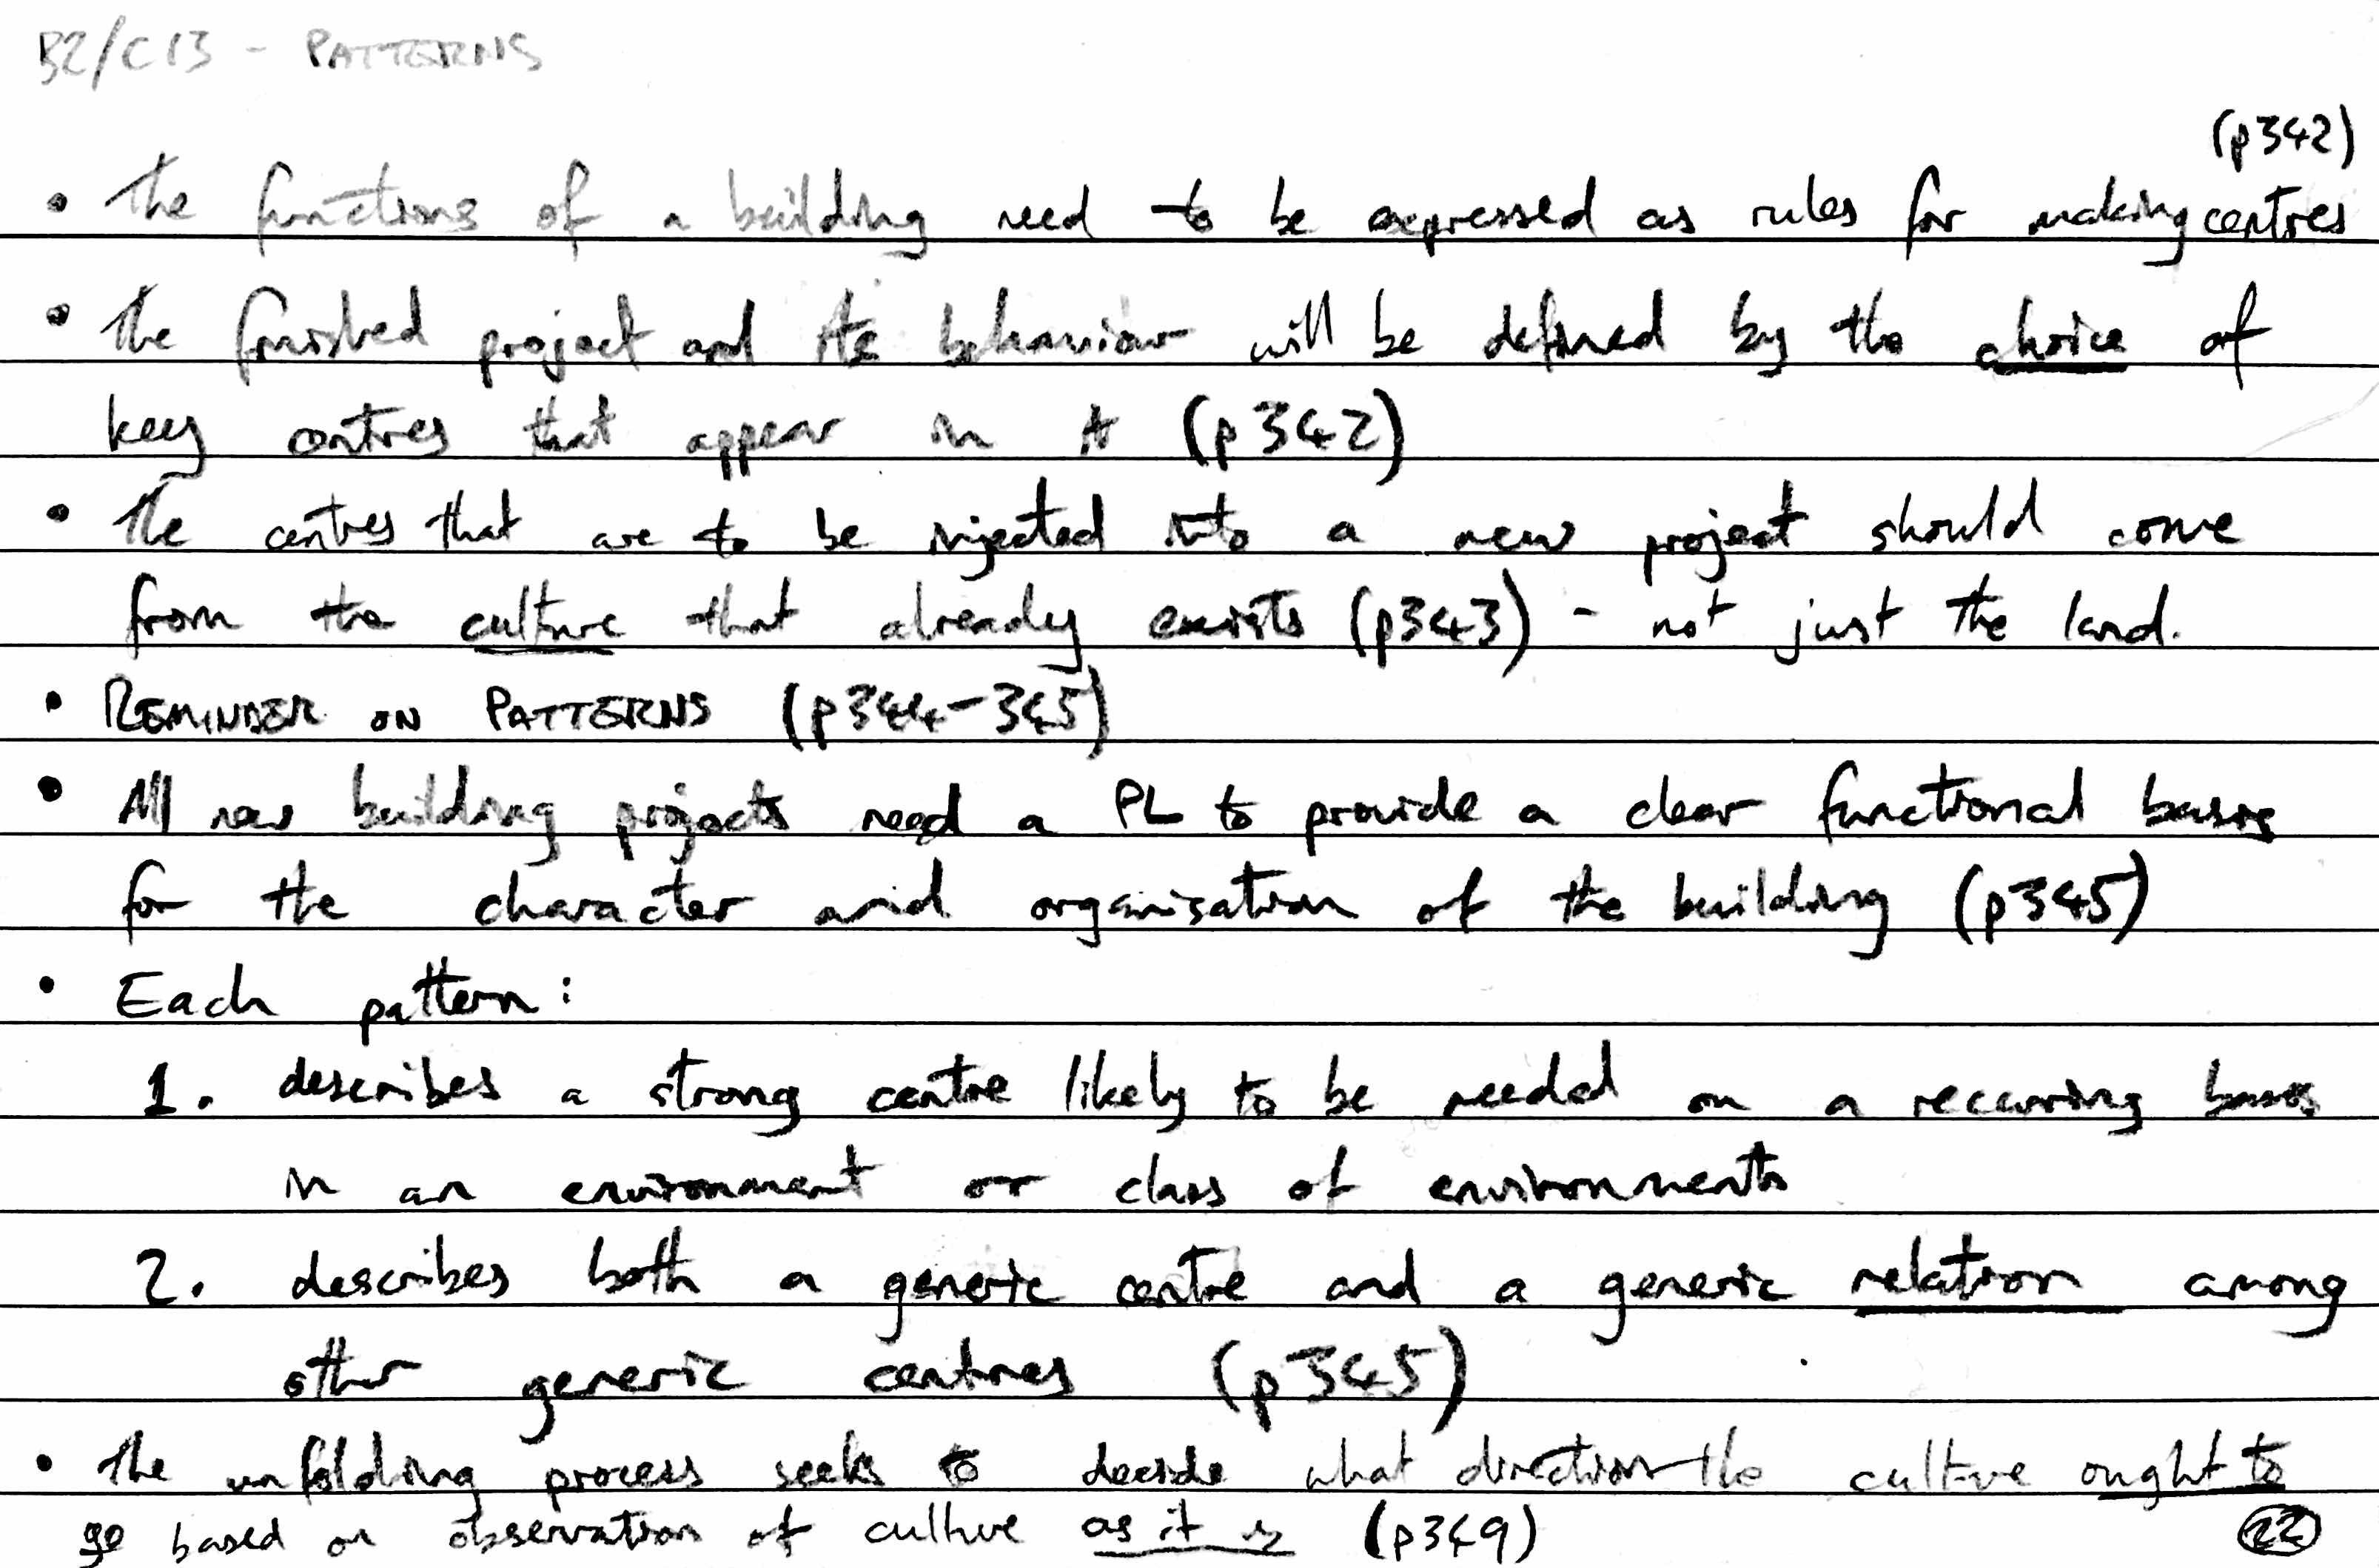 B2/C13 - PATTERNS
(p342)
• The functions of a building need to be expressed as rules for making centres
• The finished project and its behaviour will be defined by the choice of
key centres that appear in it (p342)
• The centres that are to be injected into a new project should come
from the culture that already exists (p343) - not just the land.
• REMINDER ON PATTERNS (p344-345)
• All new building projects need a PL to provide a clear functional basis
for the character and organisation of the building (p345)
• Each pattern:
1. describes a strong centre likely to be needed on a recurring basis
in an environment or class of environments
2. describes both a generic centre and a generic relation among
other generic centres (p345)
• The unfolding process seeks to decide what direction the culture ought to
go based on observation of culture as it is (p349)
22